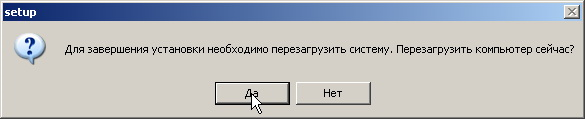 setup
Для завершения установки необходимо перезагрузить систему. Перезагрузить компьютер сейчас?
Да
Нет